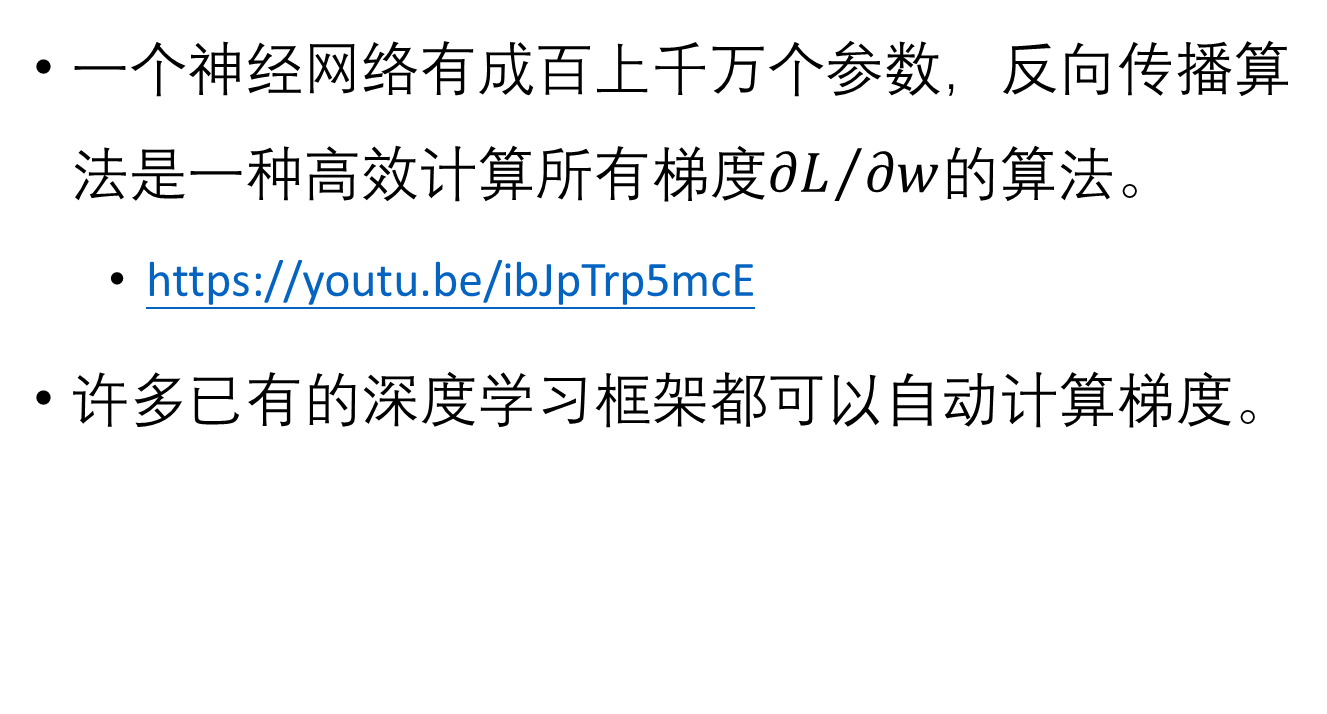 • 一个神经网络有成百上千万个参数，反向传播算
法是一种高效计算所有梯度∂L/∂w的算法。
• https://youtu.be/ibJpTrp5mcE
• 许多已有的深度学习框架都可以自动计算梯度。